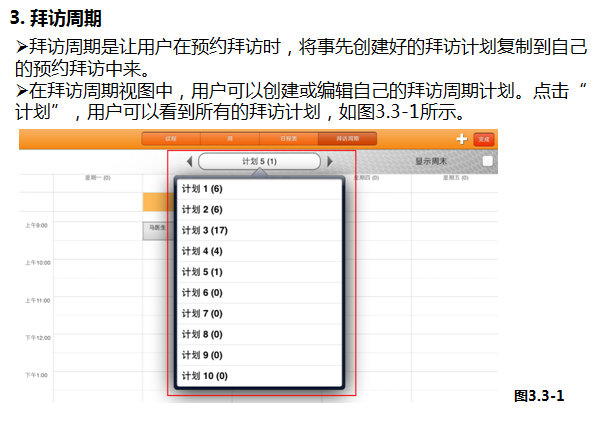 3. 拜访周期
➢拜访周期是让用户在预约拜访时，将事先创建好的拜访计划复制到自己
的预约拜访中来。
➢在拜访周期视图中，用户可以创建或编辑自己的拜访周期计划。点击“
计划”，用户可以看到所有的拜访计划，如图3.3-1所示。
日程表 拜访周期 + 完成
计划 5 (1) 显示周末
星期一 (0) 星期四 (0) 星期五 (0)
计划 1 (6)
计划 2 (6)
上午9:00 马医生 计划 3 (17)
计划 4 (4)
上午10:00
计划 5 (1)
计划 6 (0)
上午11:00
计划 7 (0)
下午12:00 计划 8 (0)
计划 9 (0)
下午1:00 计划 10 (0)
图3.3-1